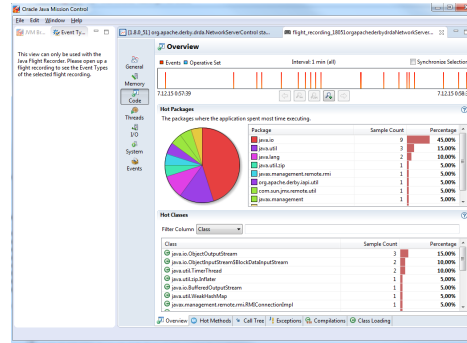 Oracle Java Mission Control
File Edit Window Help
JVM Br... Event Ty...
[1.8.0_51] org.apache.derby.drda.NetworkServerControl sta...
flight_recording_18051orgapachederbydrdaNetworkServer...
This view can only be used with the
Java Flight Recorder. Please open up a
flight recording to see the Event Types
of the selected flight recording.
General
Memory
Code
Threads
I/O
System
Events
Overview
Events Operative Set Interval: 1 min (all) Synchronize Selection
7.12.15 0:57:39
7.12.15 0:58:3
Hot Packages
The packages where the application spent most time executing.
Package Sample Count Percentage
java.io 9 45,00%
java.util 3 15,00%
java.lang 2 10,00%
java.util.zip 1 5,00%
javax.management.remote.rmi 1 5,00%
org.apache.derby.iapi.util 1 5,00%
com.sun.jmx.remote.util 1 5,00%
javax.management 1 5,00%
Hot Classes
Filter Column Class
Class Sample Count Percentage
java.io.ObjectOutputStream 3 15,00%
java.io.ObjectInputStream$BlockDataInputStream 2 10,00%
java.util.TimerThread 2 10,00%
java.util.zip.Inflater 1 5,00%
java.io.BufferedOutputStream 1 5,00%
java.util.WeakHashMap 1 5,00%
javax.management.remote.rmi.RMIConnectionImpl 1 5,00%
Overview Hot Methods Call Tree Exceptions Compilations Class Loading